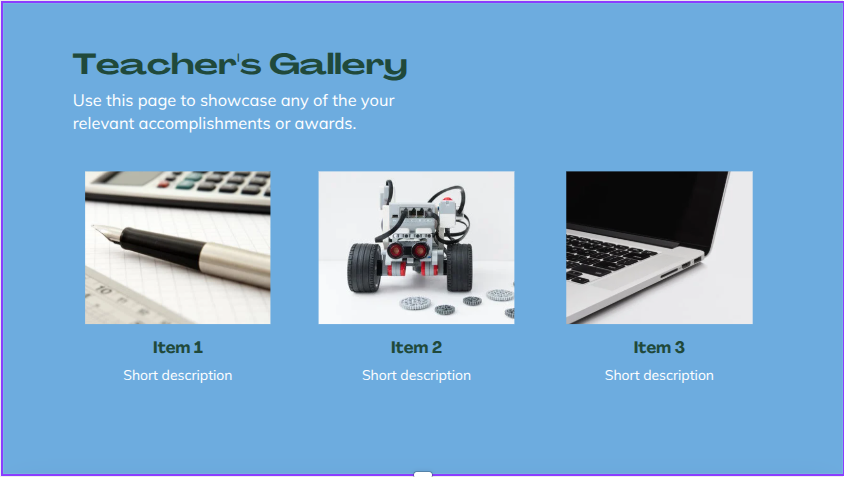 Teacher's Gallery
Use this page to showcase any of the your
relevant accomplishments or awards.
10
Item 1
Item 2
Item 3
Short description
Short description
Short description